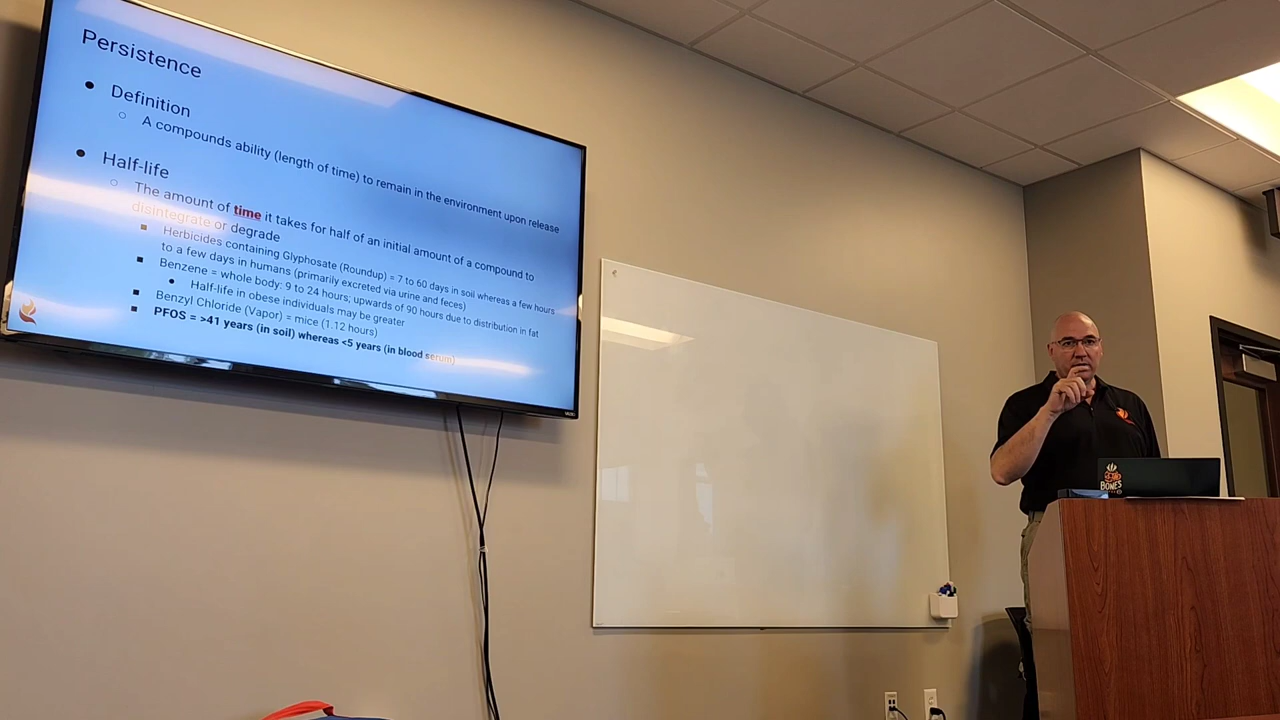 Persistence
● Definition
○ A compounds ability (length of time) to remain in the environment upon release
● Half-life
○ The amount of time it takes for half of an initial amount of a compound to
disintegrate or degrade
■ Herbicides containing Glyphosate (Roundup) = 7 to 60 days in soil whereas a few hours
to a few days in humans (primarily excreted via urine and feces)
■ Benzene = whole body: 9 to 24 hours; upwards of 90 hours due to distribution in fat
● Half-life in obese individuals may be greater
■ Benzyl Chloride (Vapor) = mice (1.12 hours)
■ PFOS = >41 years (in soil) whereas <5 years (in blood serum)
VIZIO
BONES